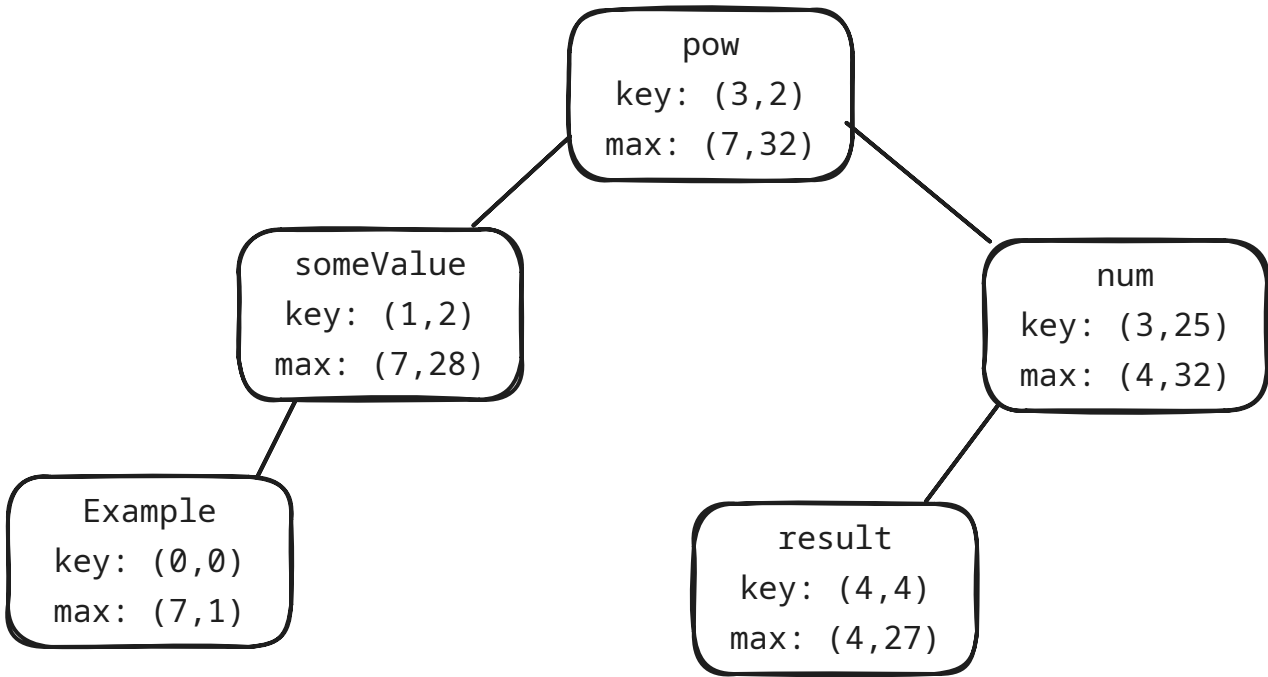 pow
key: (3,2)
max: (7,32)
someValue
key: (1,2)
max: (7,28)
num
key: (3,25)
max: (4,32)
Example
key: (0,0)
max: (7,1)
result
key: (4,4)
max: (4,27)